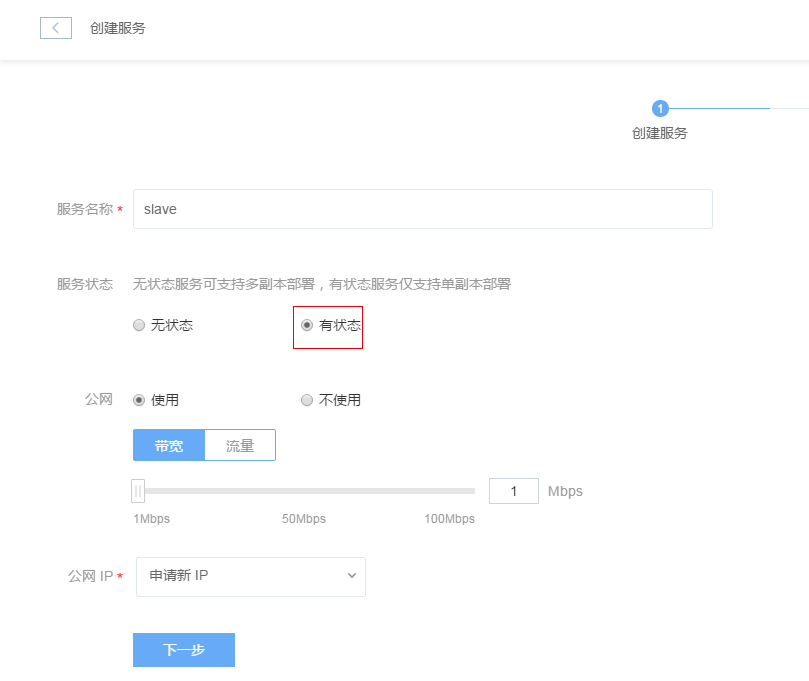 创建服务
1
创建服务
服务名称 * slave
服务状态 无状态服务可支持多副本部署，有状态服务仅支持单副本部署
无状态 有状态
公网 使用 不使用
带宽 流量
1 Mbps
1Mbps 50Mbps 100Mbps
公网 IP * 申请新 IP
下一步